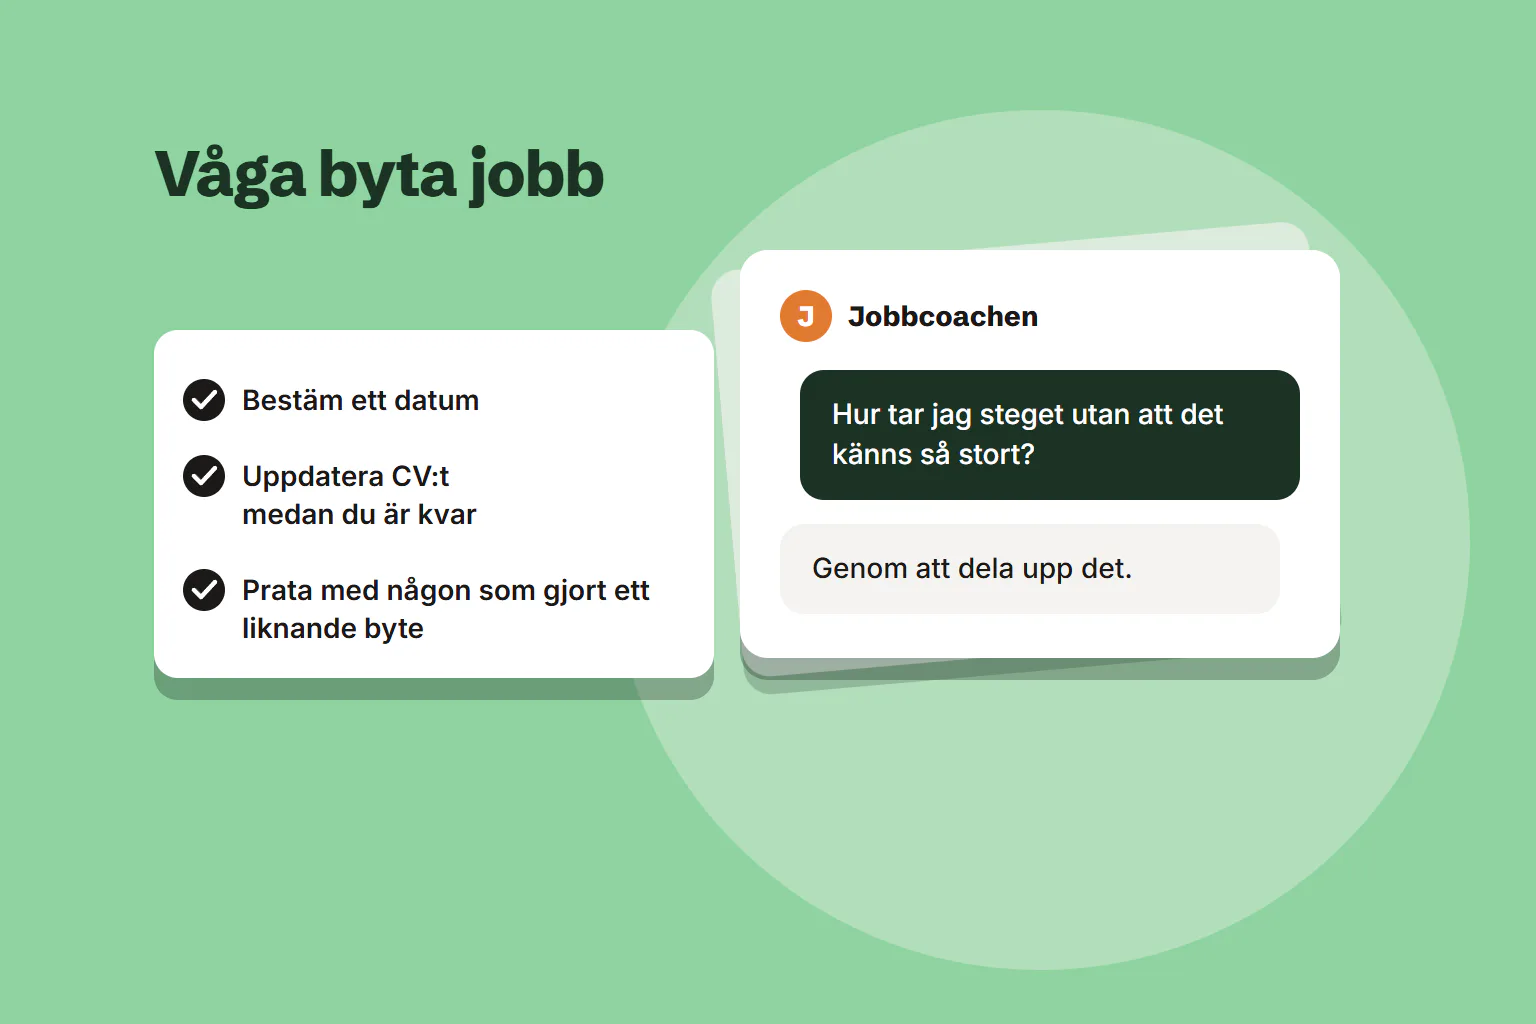 Våga byta jobb
Bestäm ett datum
Uppdatera CV:t
medan du är kvar
Prata med någon som gjort ett
liknande byte
J
Jobbcoachen
Hur tar jag steget utan att det
känns så stort?
Genom att dela upp det.